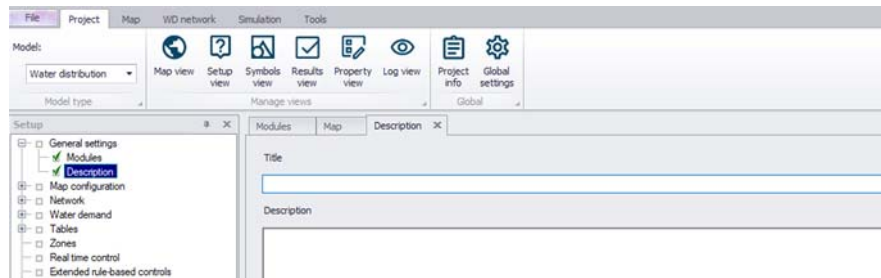 File Project Map WD network Simulation Tools
Model:
Water distribution
Map view Setup view Symbols view Results view Property view Log view Project info Global settings
Model type Manage views Global
Setup
Modules Map Description
General settings
Modules
Description
Map configuration
Network
Water demand
Tables
Zones
Real time control
Extended rule-based controls
Title
Description